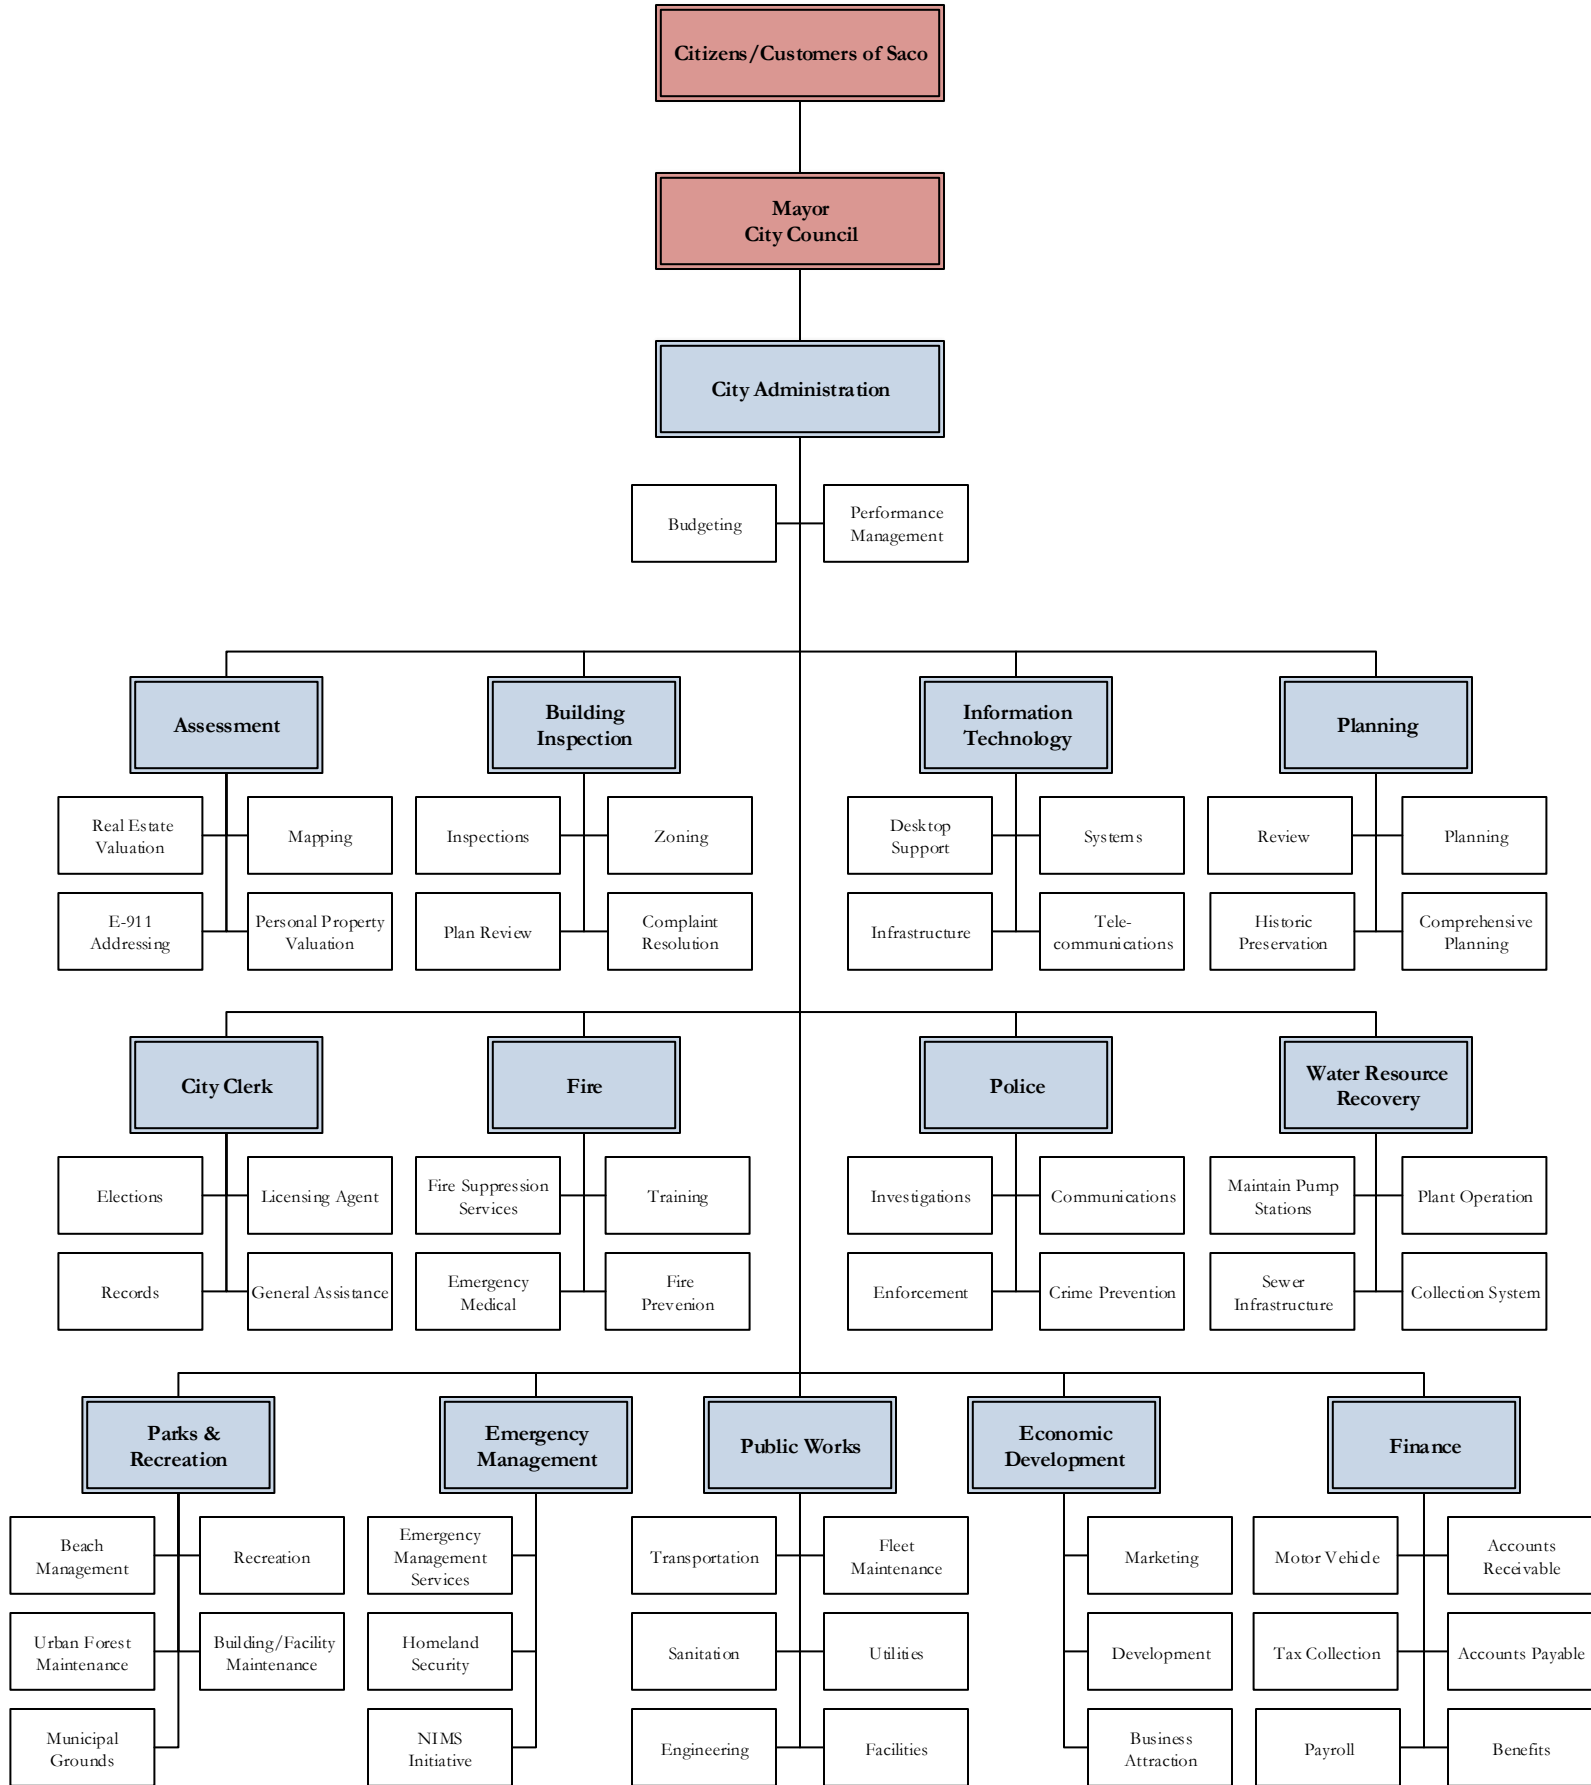 Citizens/Customers of Saco
Mayor
City Council
City Administration
Budgeting
Performance
Management
Assessment
Building
Inspection
Information
Technology
Planning
Real Estate
Valuation
Mapping
Inspections
Zoning
Desktop
Support
Systems
Review
Planning
E-911
Addressing
Personal Property
Valuation
Plan Review
Complaint
Resolution
Infrastructure
Tele-
communications
Historic
Preservation
Comprehensive
Planning
City Clerk
Fire
Police
Water Resource
Recovery
Elections
Licensing Agent
Fire Suppression
Services
Training
Investigations
Communications
Maintain Pump
Stations
Plant Operation
Records
General Assistance
Emergency
Medical
Fire
Prevenion
Enforcement
Crime Prevention
Sewer
Infrastructure
Collection System
Parks &
Recreation
Emergency
Management
Public Works
Economic
Development
Finance
Beach
Management
Recreation
Emergency
Management
Services
Transportation
Fleet
Maintenance
Marketing
Motor Vehicle
Accounts
Receivable
Urban Forest
Maintenance
Building/Facility
Maintenance
Homeland
Security
Sanitation
Utilities
Development
Tax Collection
Accounts Payable
Municipal
Grounds
NIMS
Initiative
Engineering
Facilities
Business
Attraction
Payroll
Benefits